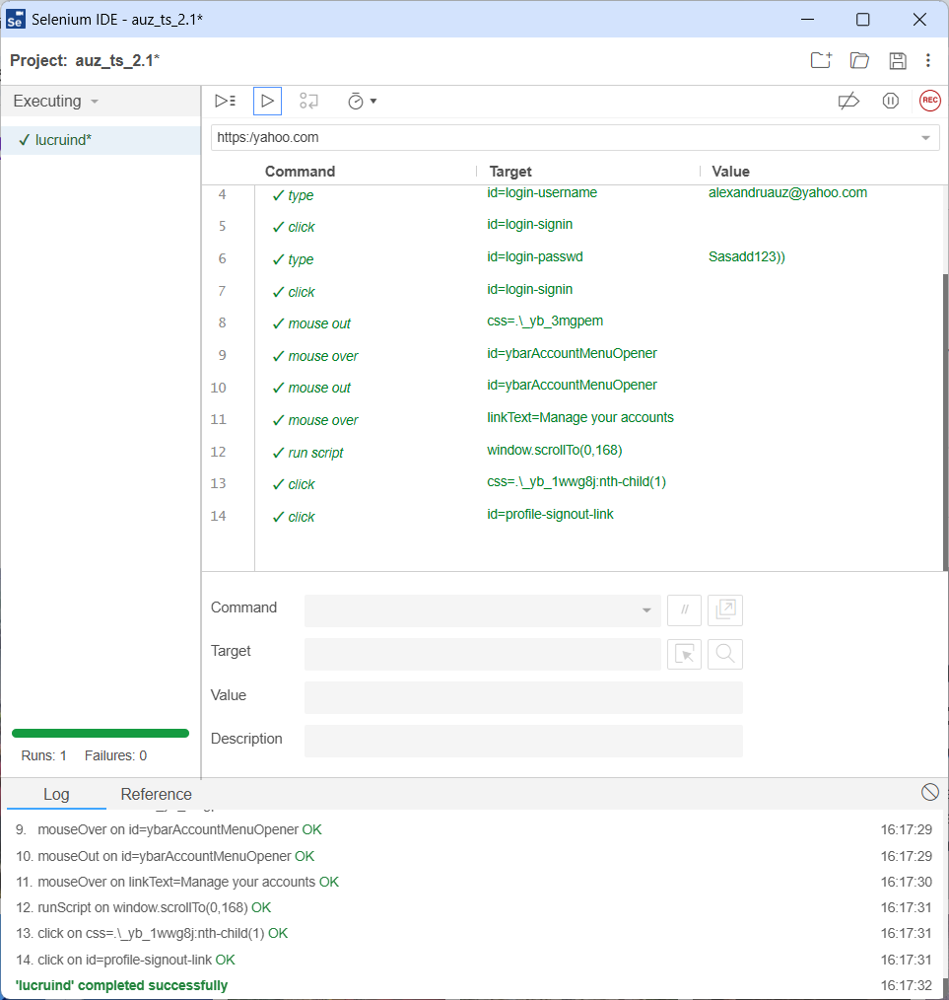 Selenium IDE - auz_ts_2.1*
Project: auz_ts_2.1*
Executing
✓ lucruind*
REC
https:/yahoo.com
Command Target Value
4 ✓ type id=login-username alexandruauz@yahoo.com
5 ✓ click id=login-signin
6 ✓ type id=login-passwd Sasadd123))
7 ✓ click id=login-signin
8 ✓ mouse out css=.\_yb_3mgpem
9 ✓ mouse over id=ybarAccountMenuOpener
10 ✓ mouse out id=ybarAccountMenuOpener
11 ✓ mouse over linkText=Manage your accounts
12 ✓ run script window.scrollTo(0,168)
13 ✓ click css=.\_yb_1wwg8j:nth-child(1)
14 ✓ click id=profile-signout-link
Command //
Target
Value
Description
Runs: 1 Failures: 0
Log Reference
9. mouseOver on id=ybarAccountMenuOpener OK 16:17:29
10. mouseOut on id=ybarAccountMenuOpener OK 16:17:29
11. mouseOver on linkText=Manage your accounts OK 16:17:30
12. runScript on window.scrollTo(0,168) OK 16:17:31
13. click on css=.\_yb_1wwg8j:nth-child(1) OK 16:17:31
14. click on id=profile-signout-link OK 16:17:31
'lucruind' completed successfully 16:17:32